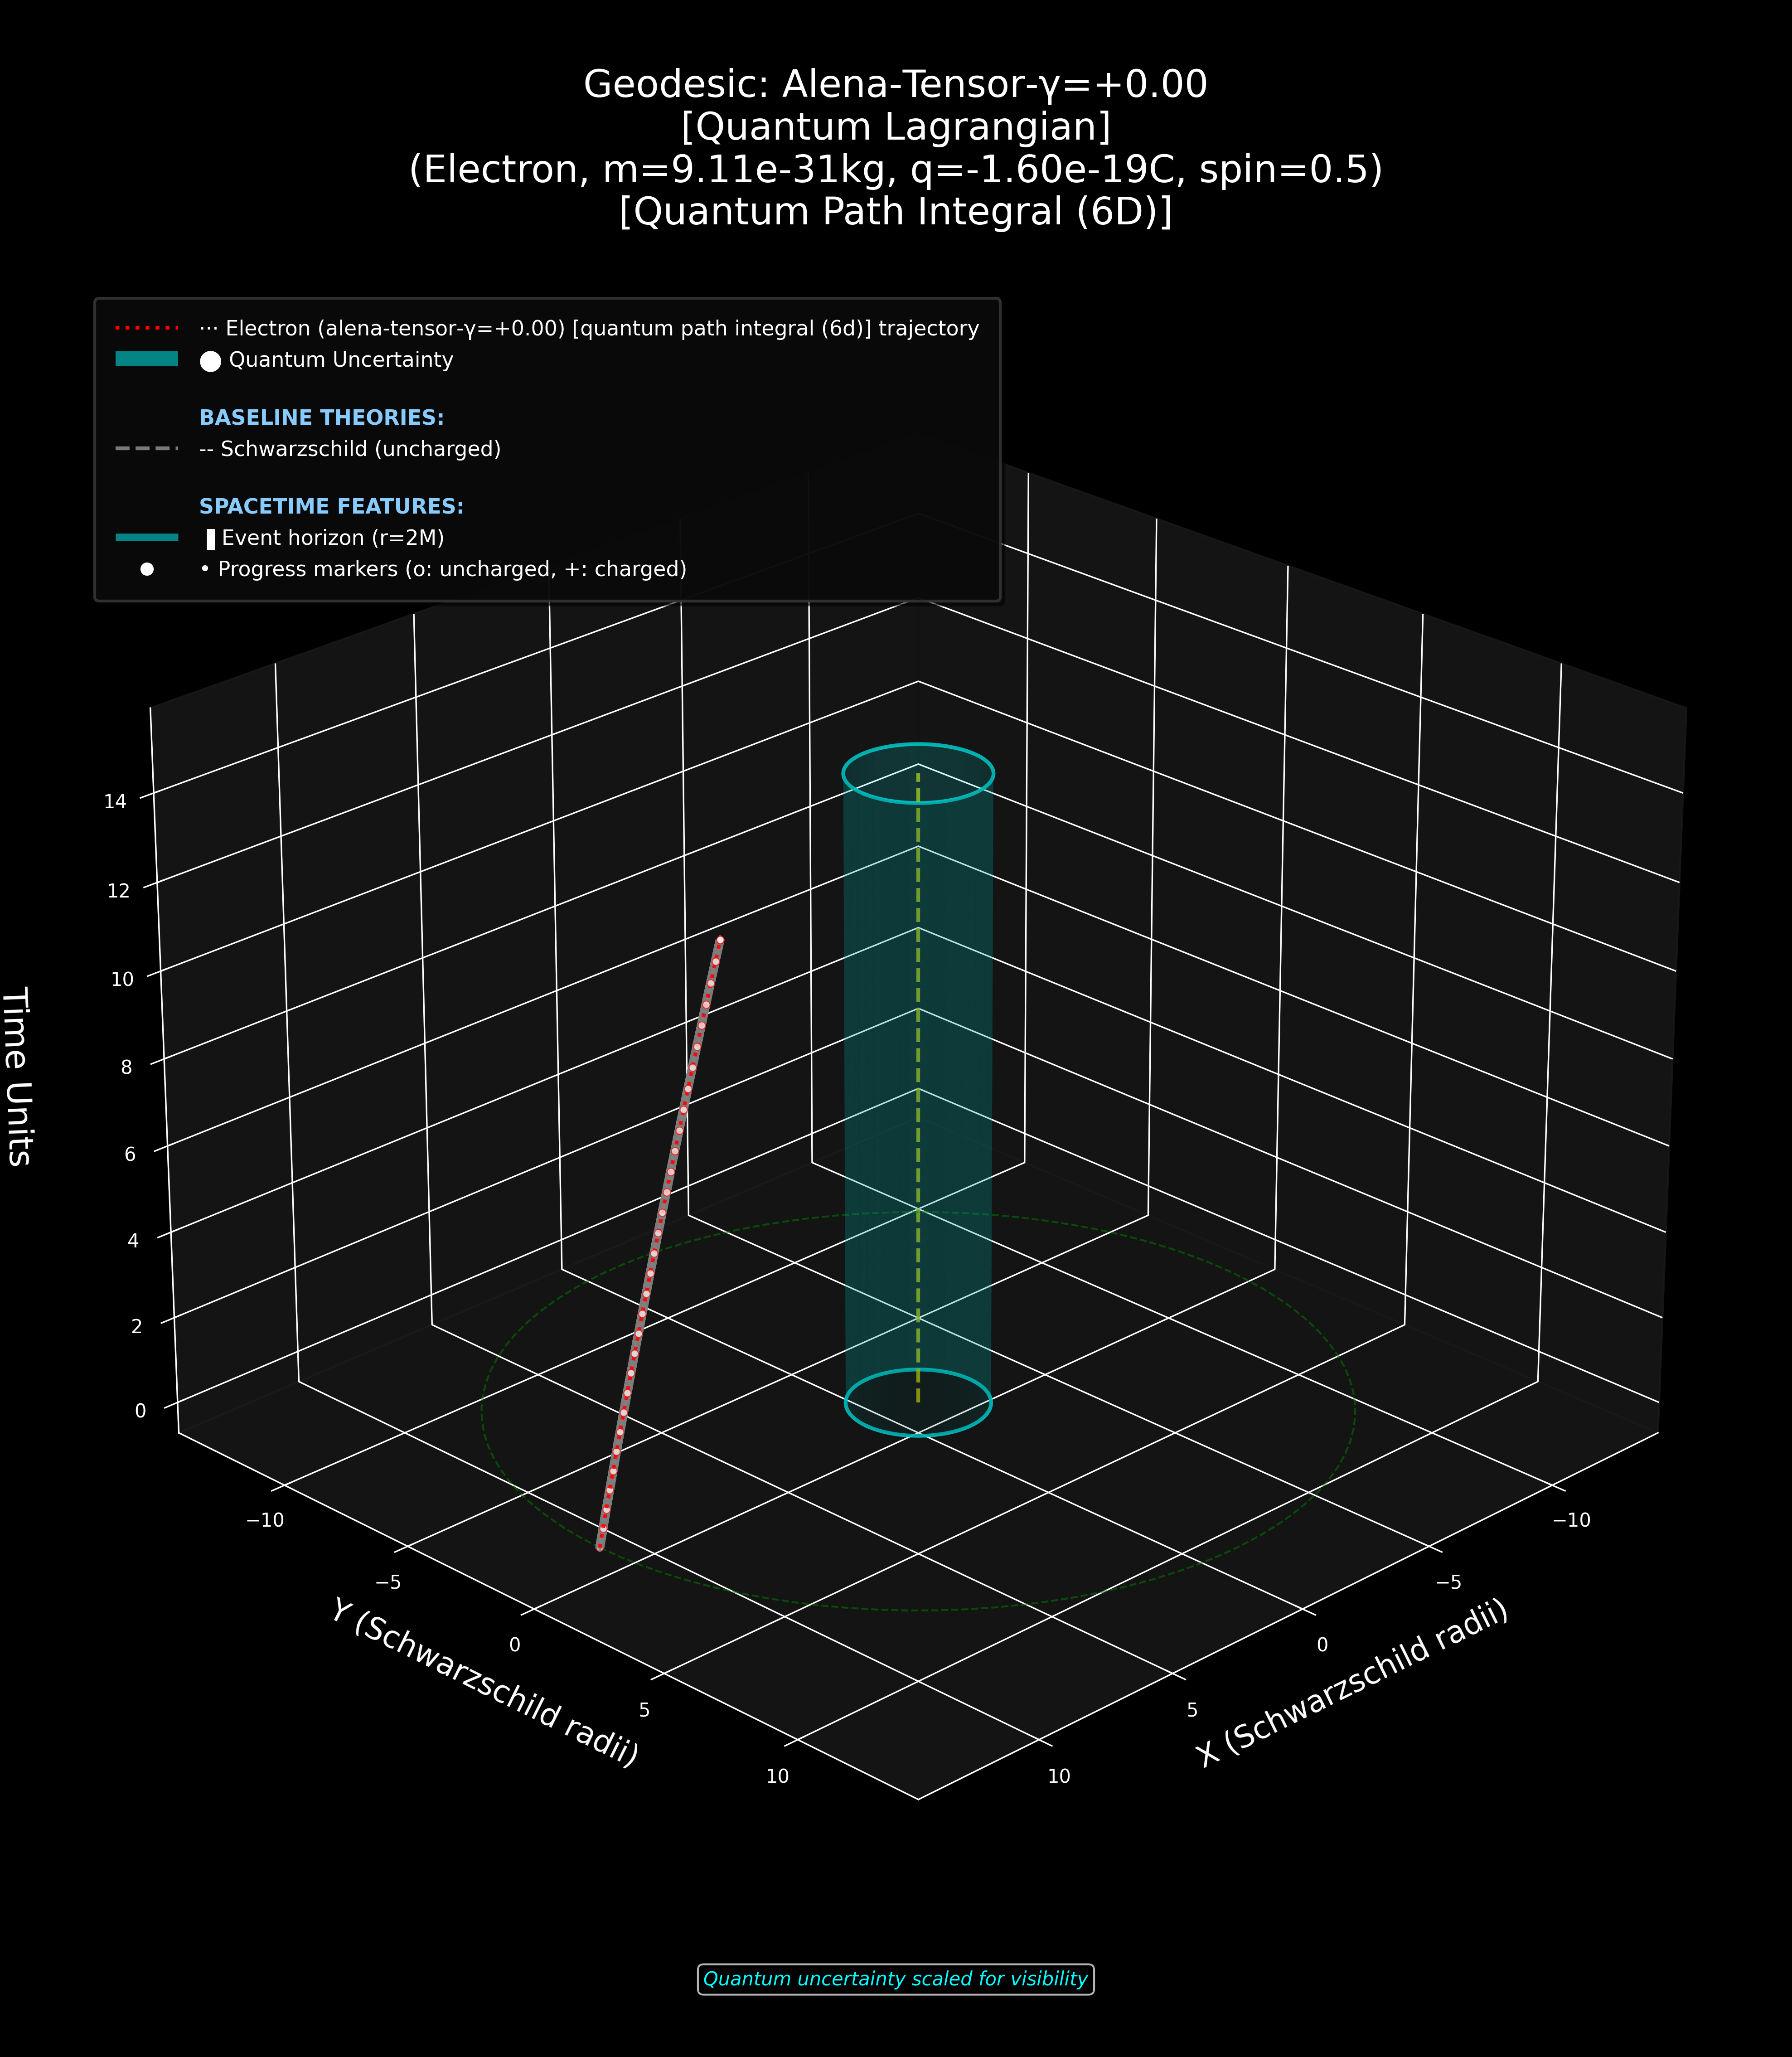 Geodesic: Alena-Tensor-γ=+0.00
[Quantum Lagrangian]
(Electron, m=9.11e-31kg, q=-1.60e-19C, spin=0.5)
[Quantum Path Integral (6D)]
··· Electron (alena-tensor-γ=+0.00) [quantum path integral (6d)] trajectory
⬤ Quantum Uncertainty
BASELINE THEORIES:
-- Schwarzschild (uncharged)
SPACETIME FEATURES:
▐ Event horizon (r=2M)
• Progress markers (o: uncharged, +: charged)
14
12
10
8
6
4
2
0
Time Units
−10
−5
0
5
10
Y (Schwarzschild radii)
−10
−5
0
5
10
X (Schwarzschild radii)
Quantum uncertainty scaled for visibility